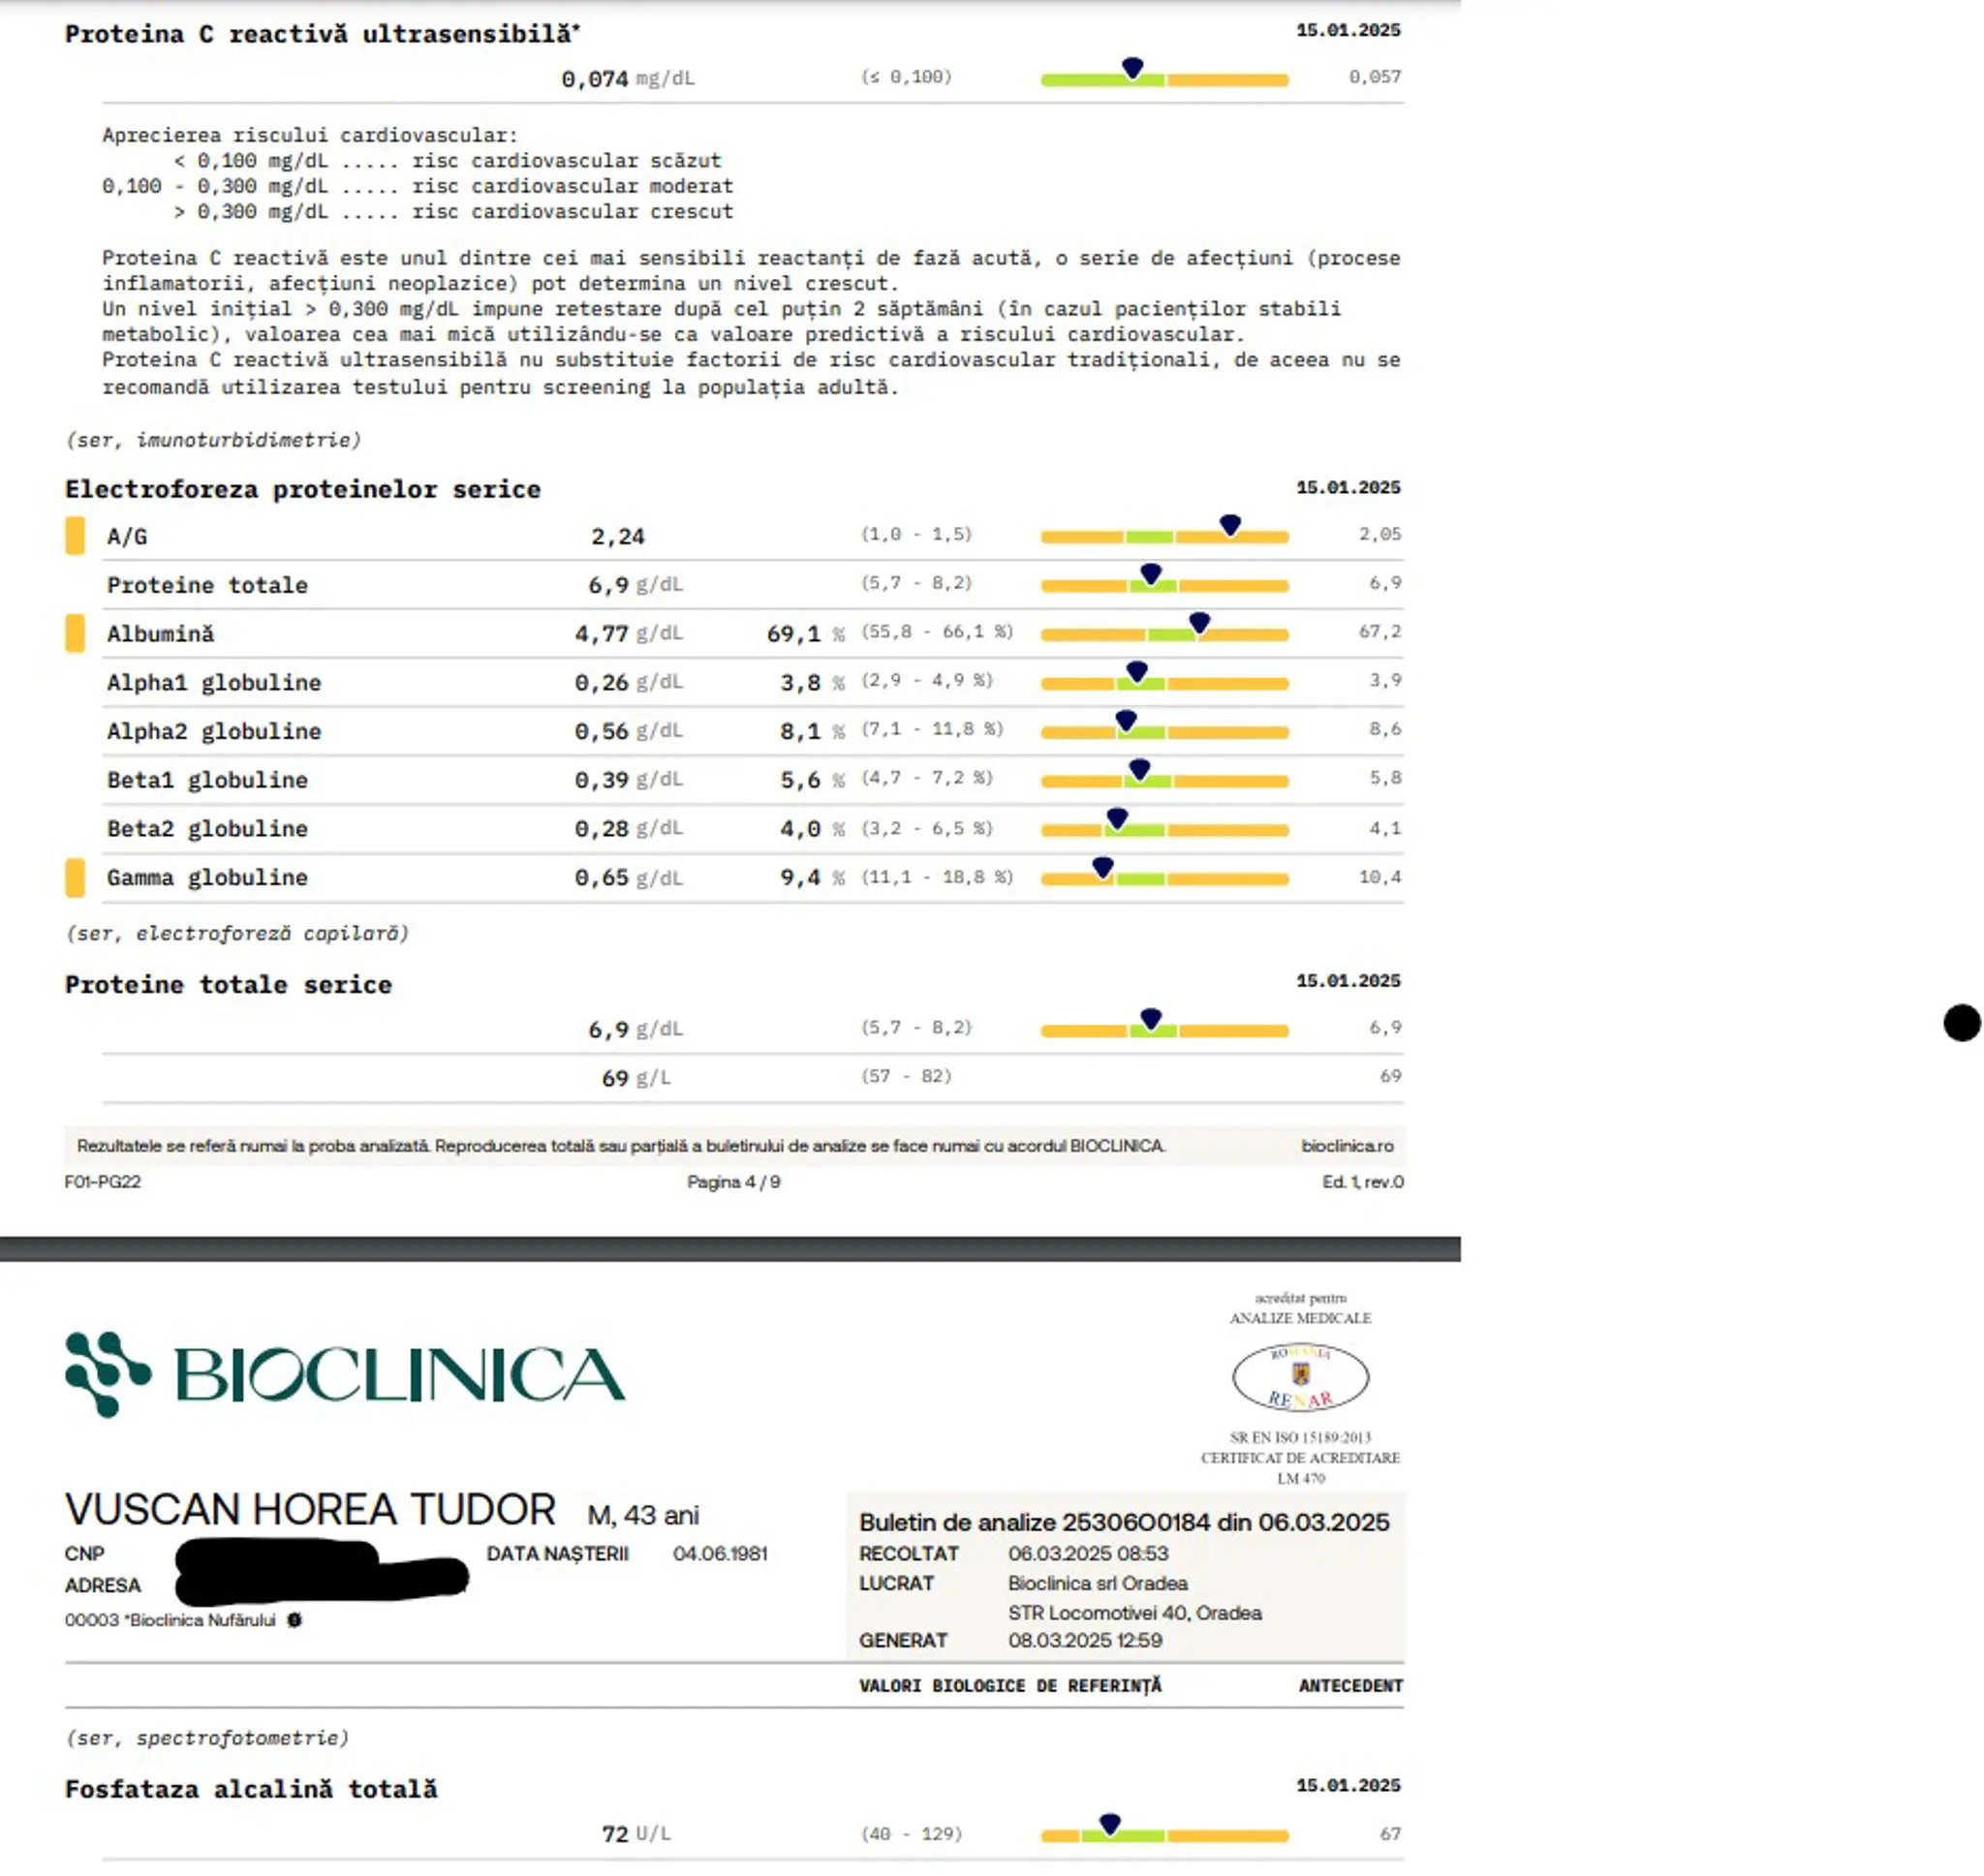 Proteina C reactivă ultrasensibilă* 15.01.2025
0,074 mg/dL (≤ 0,100) 0,057
Aprecierea riscului cardiovascular:
< 0,100 mg/dL ..... risc cardiovascular scăzut
0,100 - 0,300 mg/dL ..... risc cardiovascular moderat
> 0,300 mg/dL ..... risc cardiovascular crescut
Proteina C reactivă este unul dintre cei mai sensibili reactanți de fază acută, o serie de afecțiuni (procese
inflamatorii, afecțiuni neoplazice) pot determina un nivel crescut.
Un nivel inițial > 0,300 mg/dL impune retestare după cel puțin 2 săptămâni (în cazul pacienților stabili
metabolic), valoarea cea mai mică utilizându-se ca valoare predictivă a riscului cardiovascular.
Proteina C reactivă ultrasensibilă nu substituie factorii de risc cardiovascular tradiționali, de aceea nu se
recomandă utilizarea testului pentru screening la populația adultă.
(ser, imunoturbidimetrie)
Electroforeza proteinelor serice 15.01.2025
A/G 2,24 (1,0 - 1,5) 2,05
Proteine totale 6,9 g/dL (5,7 - 8,2) 6,9
Albumină 4,77 g/dL 69,1 % (55,8 - 66,1 %) 67,2
Alpha1 globuline 0,26 g/dL 3,8 % (2,9 - 4,9 %) 3,9
Alpha2 globuline 0,56 g/dL 8,1 % (7,1 - 11,8 %) 8,6
Beta1 globuline 0,39 g/dL 5,6 % (4,7 - 7,2 %) 5,8
Beta2 globuline 0,28 g/dL 4,0 % (3,2 - 6,5 %) 4,1
Gamma globuline 0,65 g/dL 9,4 % (11,1 - 18,8 %) 10,4
(ser, electroforeză capilară)
Proteine totale serice 15.01.2025
6,9 g/dL (5,7 - 8,2) 6,9
69 g/L (57 - 82) 69
Rezultatele se referă numai la proba analizată. Reproducerea totală sau parțială a buletinului de analize se face numai cu acordul BIOCLINICA. bioclinica.ro
F01-PG22 Pagina 4 / 9 Ed. 1, rev.0
acreditat pentru
ANALIZE MEDICALE
ROMANIA
RENAR
BIOCLINICA
SR EN ISO 15189:2013
CERTIFICAT DE ACREDITARE
LM 470
VUSCAN HOREA TUDOR M, 43 ani
CNP DATA NAȘTERII 04.06.1981
ADRESA
00003 *Bioclinica Nufărului
Buletin de analize 25306O0184 din 06.03.2025
RECOLTAT 06.03.2025 08:53
LUCRAT Bioclinica srl Oradea
STR Locomotivei 40, Oradea
GENERAT 08.03.2025 12:59
VALORI BIOLOGICE DE REFERINȚĂ ANTECEDENT
(ser, spectrofotometrie)
Fosfataza alcalină totală 15.01.2025
72 U/L (40 - 129) 67